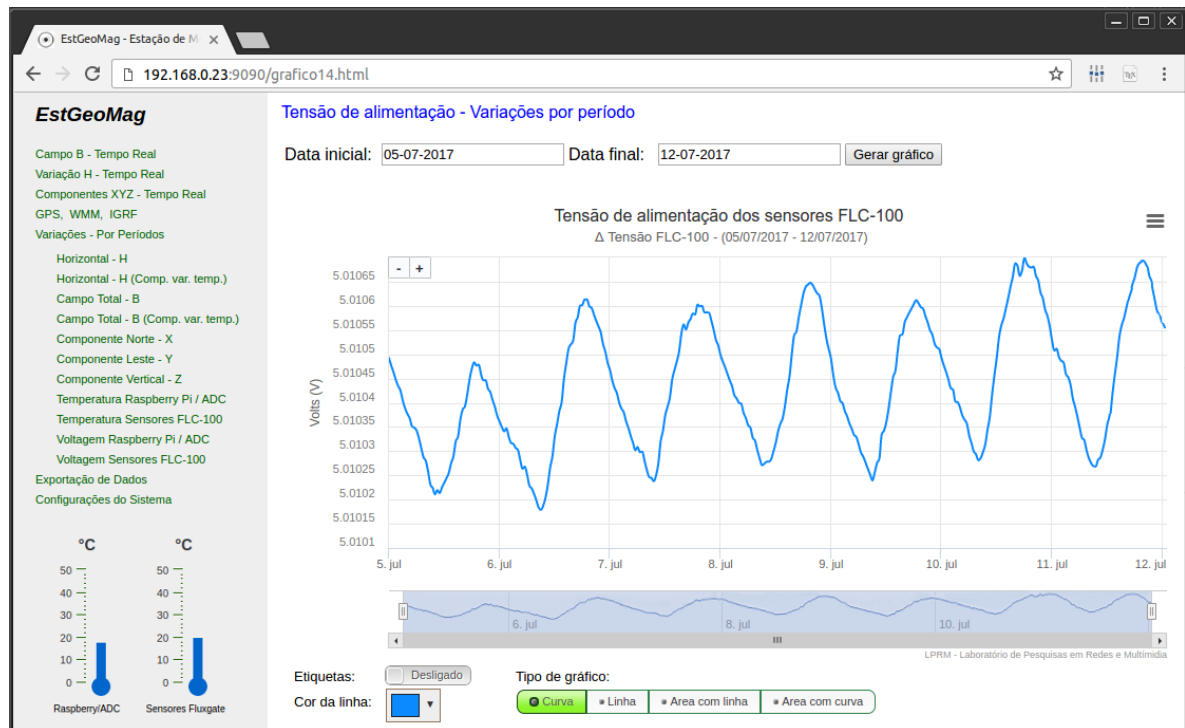 EstGeoMag - Estação de M
192.168.0.23:9090/grafico14.html
EstGeoMag
Campo B - Tempo Real
Variação H - Tempo Real
Componentes XYZ - Tempo Real
GPS, WMM, IGRF
Variações - Por Períodos
Horizontal - H
Horizontal - H (Comp. var. temp.)
Campo Total - B
Campo Total - B (Comp. var. temp.)
Componente Norte - X
Componente Leste - Y
Componente Vertical - Z
Temperatura Raspberry Pi / ADC
Temperatura Sensores FLC-100
Voltagem Raspberry Pi / ADC
Voltagem Sensores FLC-100
Exportação de Dados
Configurações do Sistema
°C °C
50 50
40 40
30 30
20 20
10 10
0 0
Raspberry/ADC Sensores Fluxgate
Tensão de alimentação - Variações por período
Data inicial: 05-07-2017 Data final: 12-07-2017 Gerar gráfico
Tensão de alimentação dos sensores FLC-100
Δ Tensão FLC-100 - (05/07/2017 - 12/07/2017)
- +
Volts (V)
5.01065
5.0106
5.01055
5.0105
5.01045
5.0104
5.01035
5.0103
5.01025
5.0102
5.01015
5.0101
5. jul 6. jul 7. jul 8. jul 9. jul 10. jul 11. jul 12. jul
6. jul 8. jul 10. jul
LPRM - Laboratório de Pesquisas em Redes e Multimidia
Etiquetas: Desligado
Tipo de gráfico:
Cor da linha:
Curva Linha Area com linha Area com curva